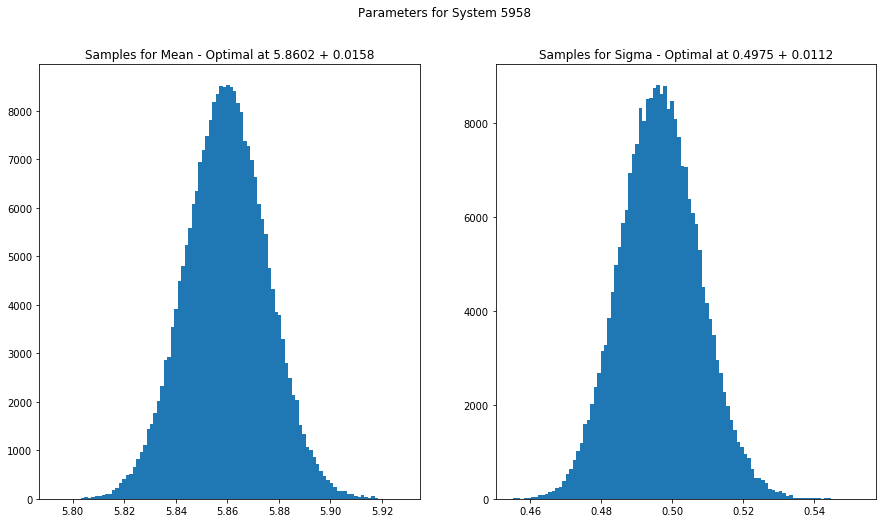 Parameters for System 5958
Samples for Mean - Optimal at 5.8602 + 0.0158
8000
7000
6000
5000
4000
3000
2000
1000
0
5.80 5.82 5.84 5.86 5.88 5.90 5.92
Samples for Sigma - Optimal at 0.4975 + 0.0112
8000
6000
4000
2000
0
0.46 0.48 0.50 0.52 0.54